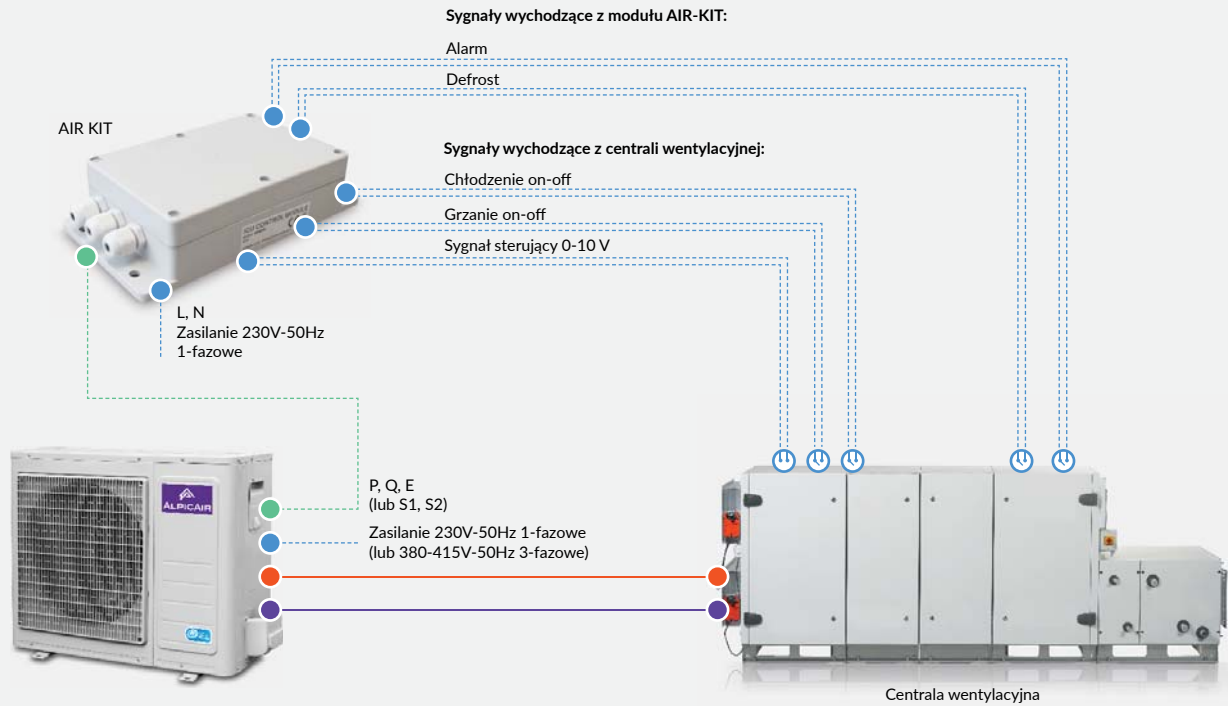 Sygnały wychodzące z modułu AIR-KIT:
Alarm
Defrost
AIR KIT
Sygnały wychodzące z centrali wentylacyjnej:
Chłodzenie on-off
Grzanie on-off
Sygnał sterujący 0-10 V
L, N
Zasilanie 230V-50Hz
1-fazowe
P, Q, E
(lub S1, S2)
Zasilanie 230V-50Hz 1-fazowe
(lub 380-415V-50Hz 3-fazowe)
ALPICAIR
Centrala wentylacyjna